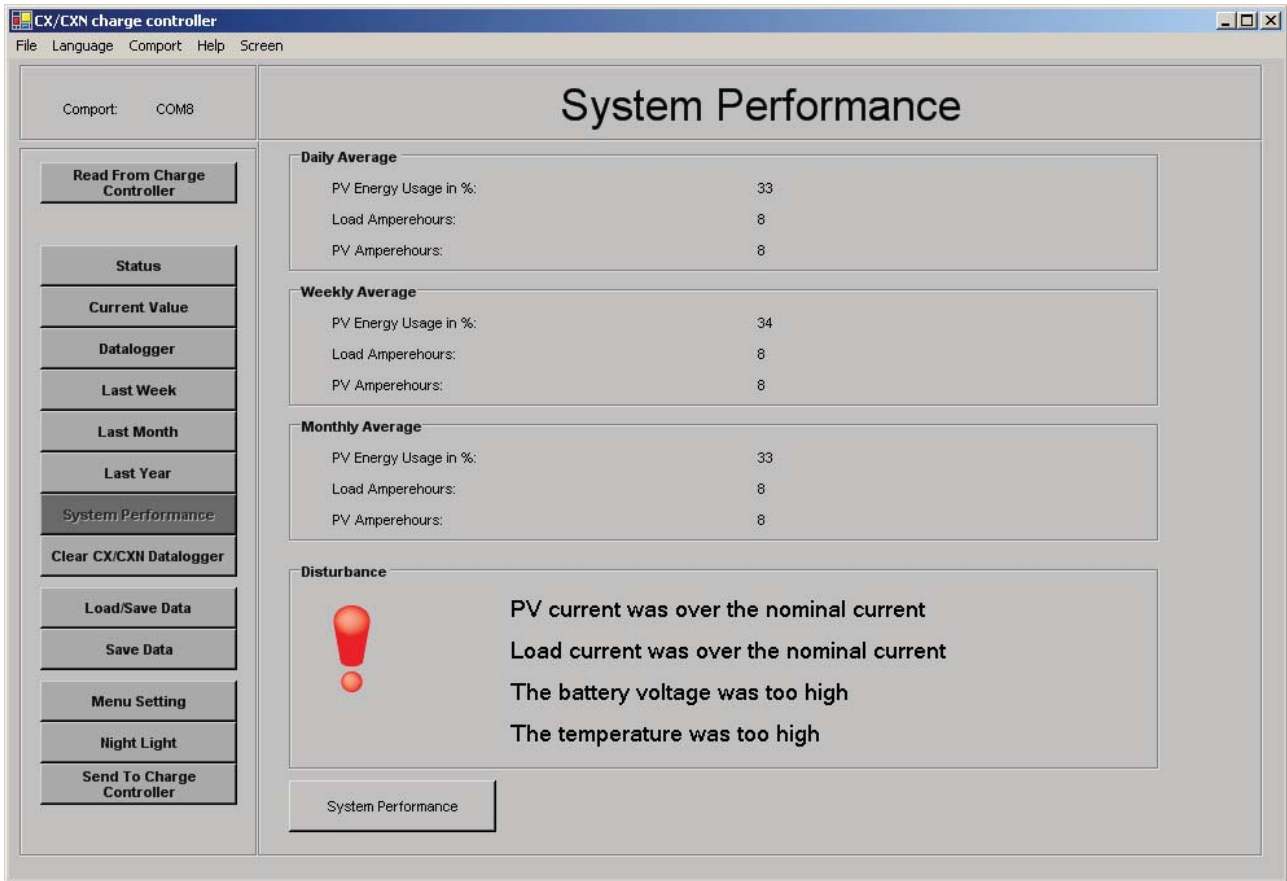 CX/CXN charge controller
File Language Comport Help Screen
Comport: COM8
System Performance
Read From Charge
Controller
Status
Current Value
Datalogger
Last Week
Last Month
Last Year
System Performance
Clear CX/CXN Datalogger
Load/Save Data
Save Data
Menu Setting
Night Light
Send To Charge
Controller
Daily Average
PV Energy Usage in %: 33
Load Amperehours: 8
PV Amperehours: 8
Weekly Average
PV Energy Usage in %: 34
Load Amperehours: 8
PV Amperehours: 8
Monthly Average
PV Energy Usage in %: 33
Load Amperehours: 8
PV Amperehours: 8
Disturbance
PV current was over the nominal current
Load current was over the nominal current
The battery voltage was too high
The temperature was too high
System Performance